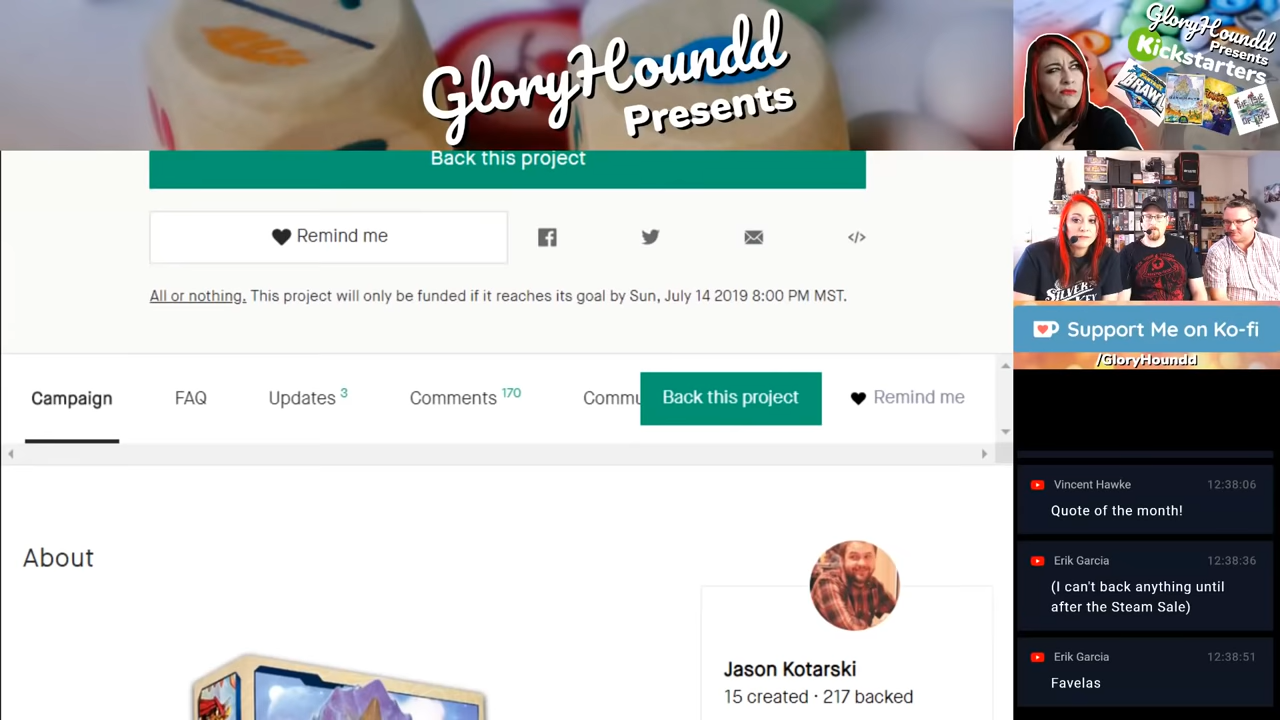 GloryHoundd
Presents
GloryHoundd
Presents
Kickstarters
BRAWL
Back this project
Remind me
</>
All or nothing. This project will only be funded if it reaches its goal by Sun, July 14 2019 8:00 PM MST.
Campaign
FAQ
Updates 3
Comments 170
Commu
Back this project
Remind me
About
Jason Kotarski
15 created · 217 backed
SILVER
KEY
Support Me on Ko-fi
/GloryHoundd
Vincent Hawke 12:38:06
Quote of the month!
Erik Garcia 12:38:36
(I can't back anything until
after the Steam Sale)
Erik Garcia 12:38:51
Favelas